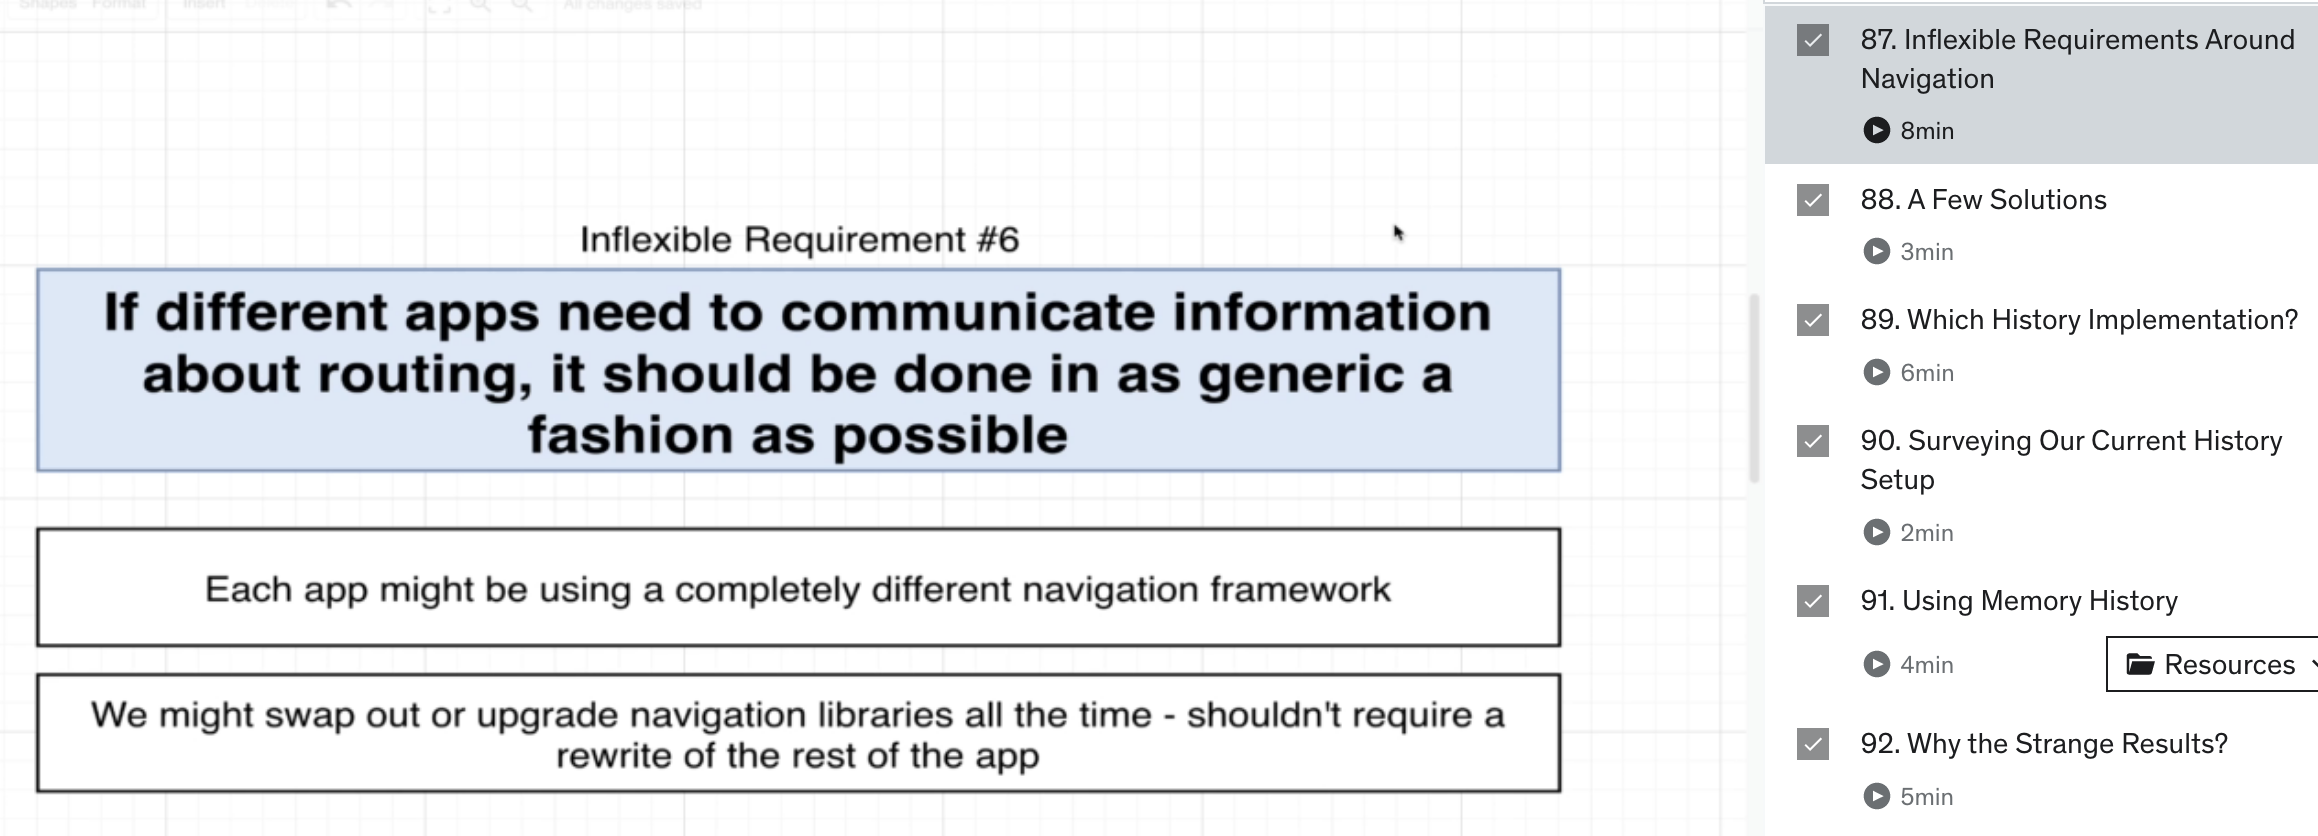 Shapes Format Insert Delete All changes saved
Inflexible Requirement #6
If different apps need to communicate information
about routing, it should be done in as generic a
fashion as possible
Each app might be using a completely different navigation framework
We might swap out or upgrade navigation libraries all the time - shouldn't require a
rewrite of the rest of the app
87. Inflexible Requirements Around
Navigation
8min
88. A Few Solutions
3min
89. Which History Implementation?
6min
90. Surveying Our Current History
Setup
2min
91. Using Memory History
4min
Resources
92. Why the Strange Results?
5min